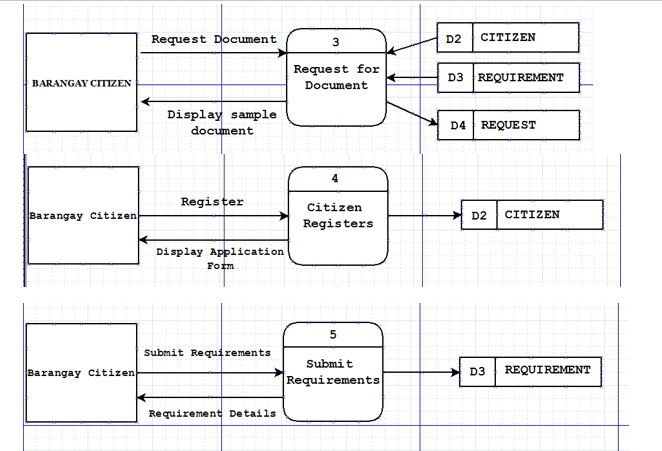 Request Document
3
D2 CITIZEN
BARANGAY CITIZEN
Request for
Document
D3 REQUIREMENT
Display sample
document
D4 REQUEST
4
Barangay Citizen
Register
Citizen
Registers
D2 CITIZEN
Display Application
Form
5
Submit Requirements
Barangay Citizen
Submit
Requirements
D3 REQUIREMENT
Requirement Details